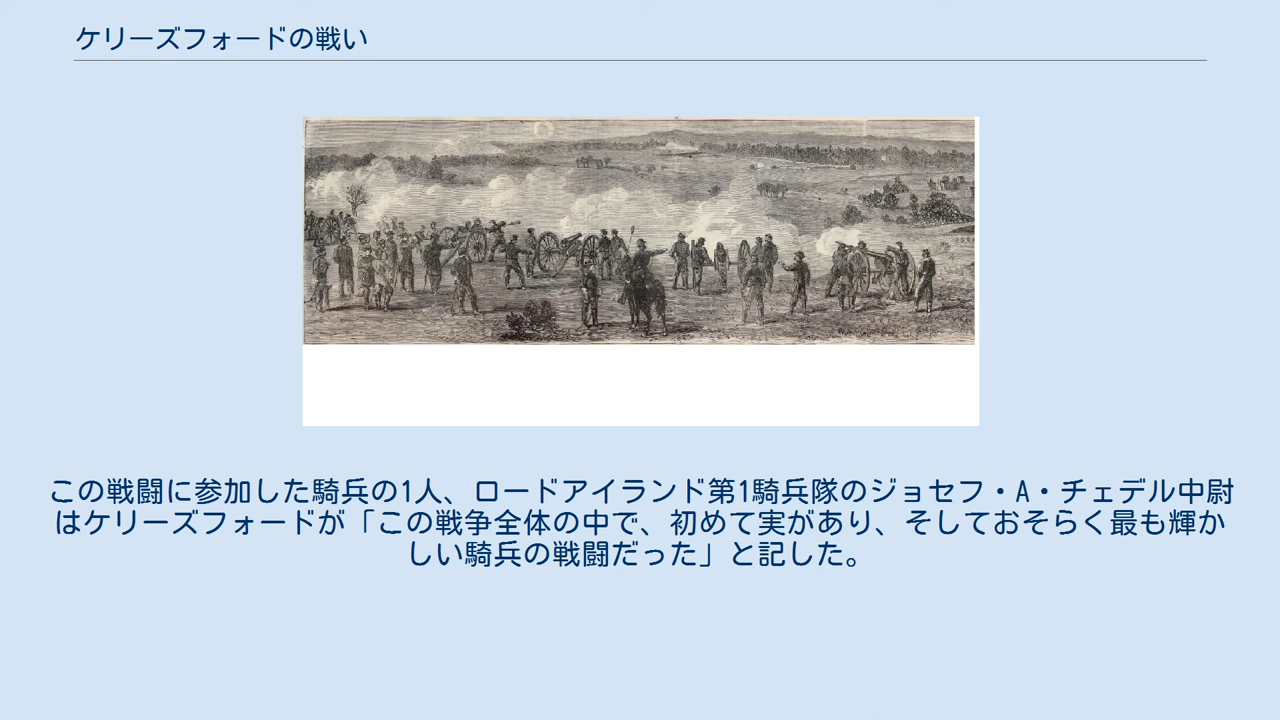 ケリーズフォードの戦い
この戦闘に参加した騎兵の1人、ロードアイランド第1騎兵隊のジョセフ・A・チェデル中尉
はケリーズフォードが「この戦争全体の中で、初めて実があり、そしておそらく最も輝か
しい騎兵の戦闘だった」と記した。